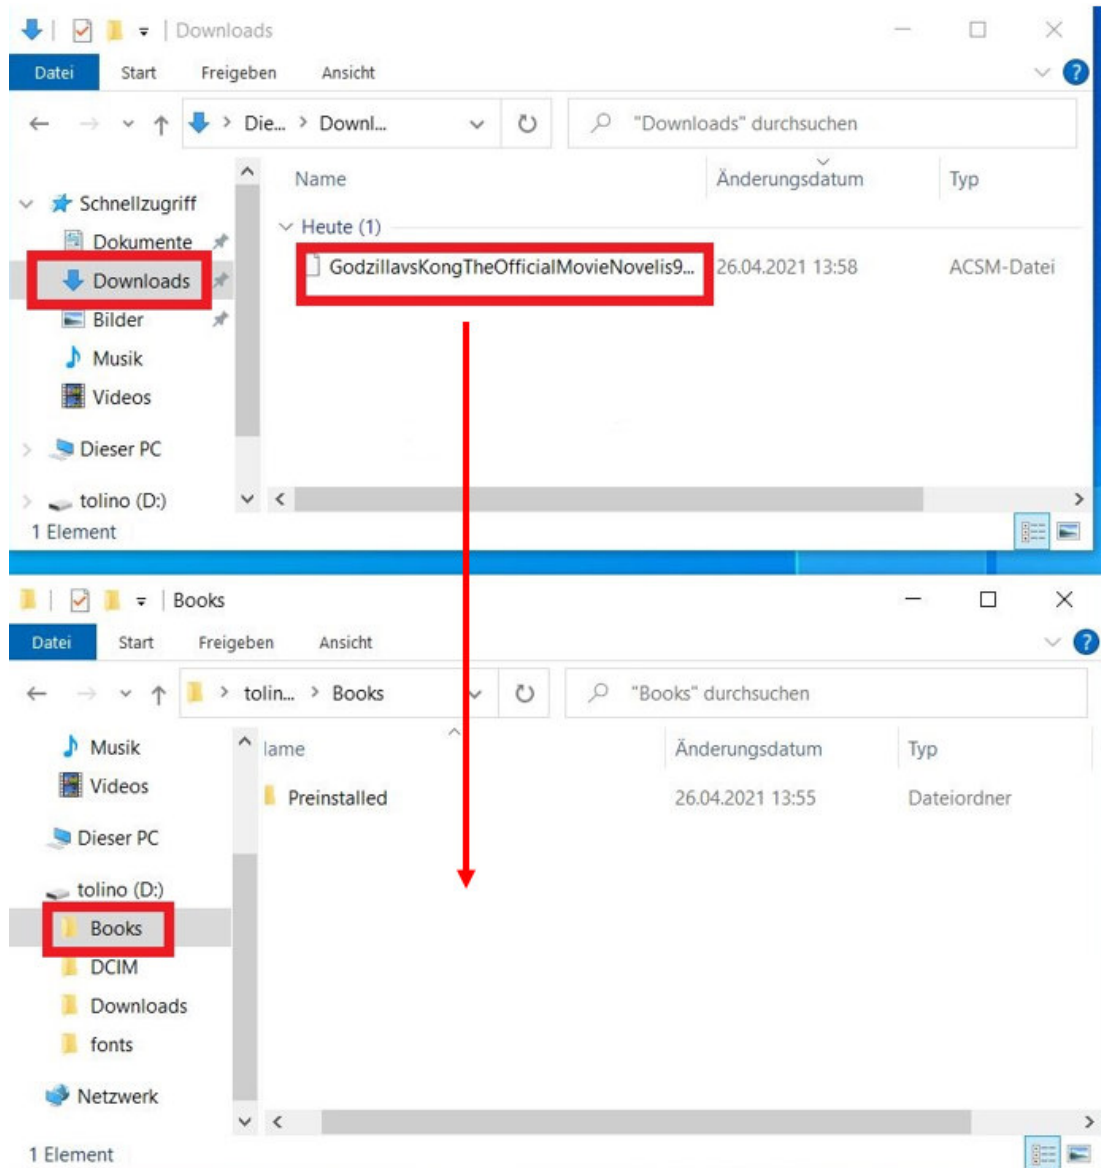 Downloads
Datei Start Freigeben Ansicht
Die... Downl... "Downloads" durchsuchen
Name Änderungsdatum Typ
Schnellzugriff
Heute (1)
Dokumente
GodzillavsKongTheOfficialMovieNovelis9... 26.04.2021 13:58 ACSM-Datei
Downloads
Bilder
Musik
Videos
Dieser PC
tolino (D:)
1 Element
Books
Datei Start Freigeben Ansicht
tolin... Books "Books" durchsuchen
Musik lame Änderungsdatum Typ
Videos
Preinstalled 26.04.2021 13:55 Dateiordner
Dieser PC
tolino (D:)
Books
DCIM
Downloads
fonts
Netzwerk
1 Element